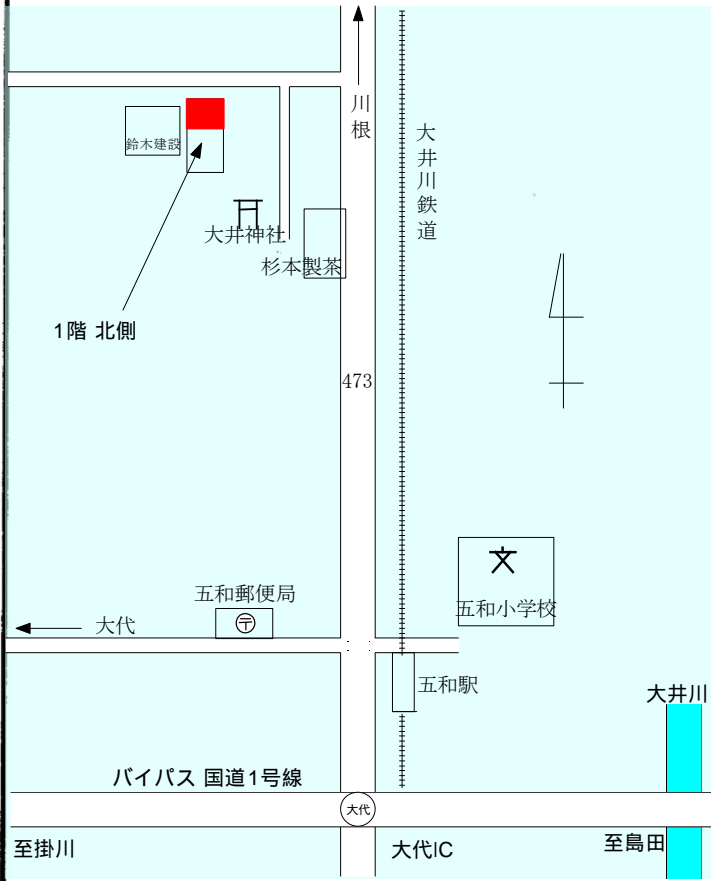 川根
大井川鉄道
鈴木建設
大井神社
杉本製茶
1階 北側
473
五和郵便局
〒
文
五和小学校
大代
五和駅
大井川
バイパス 国道1号線
大代
至掛川
大代IC
至島田